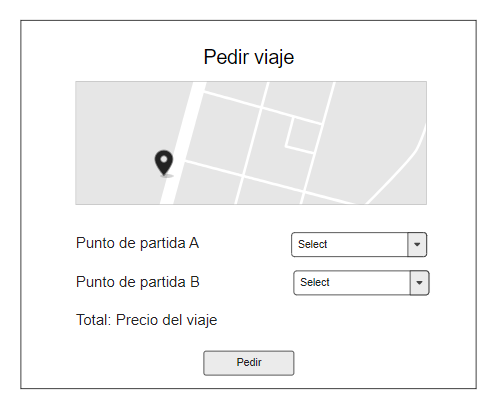 Pedir viaje
Punto de partida A Select
Punto de partida B Select
Total: Precio del viaje
Pedir